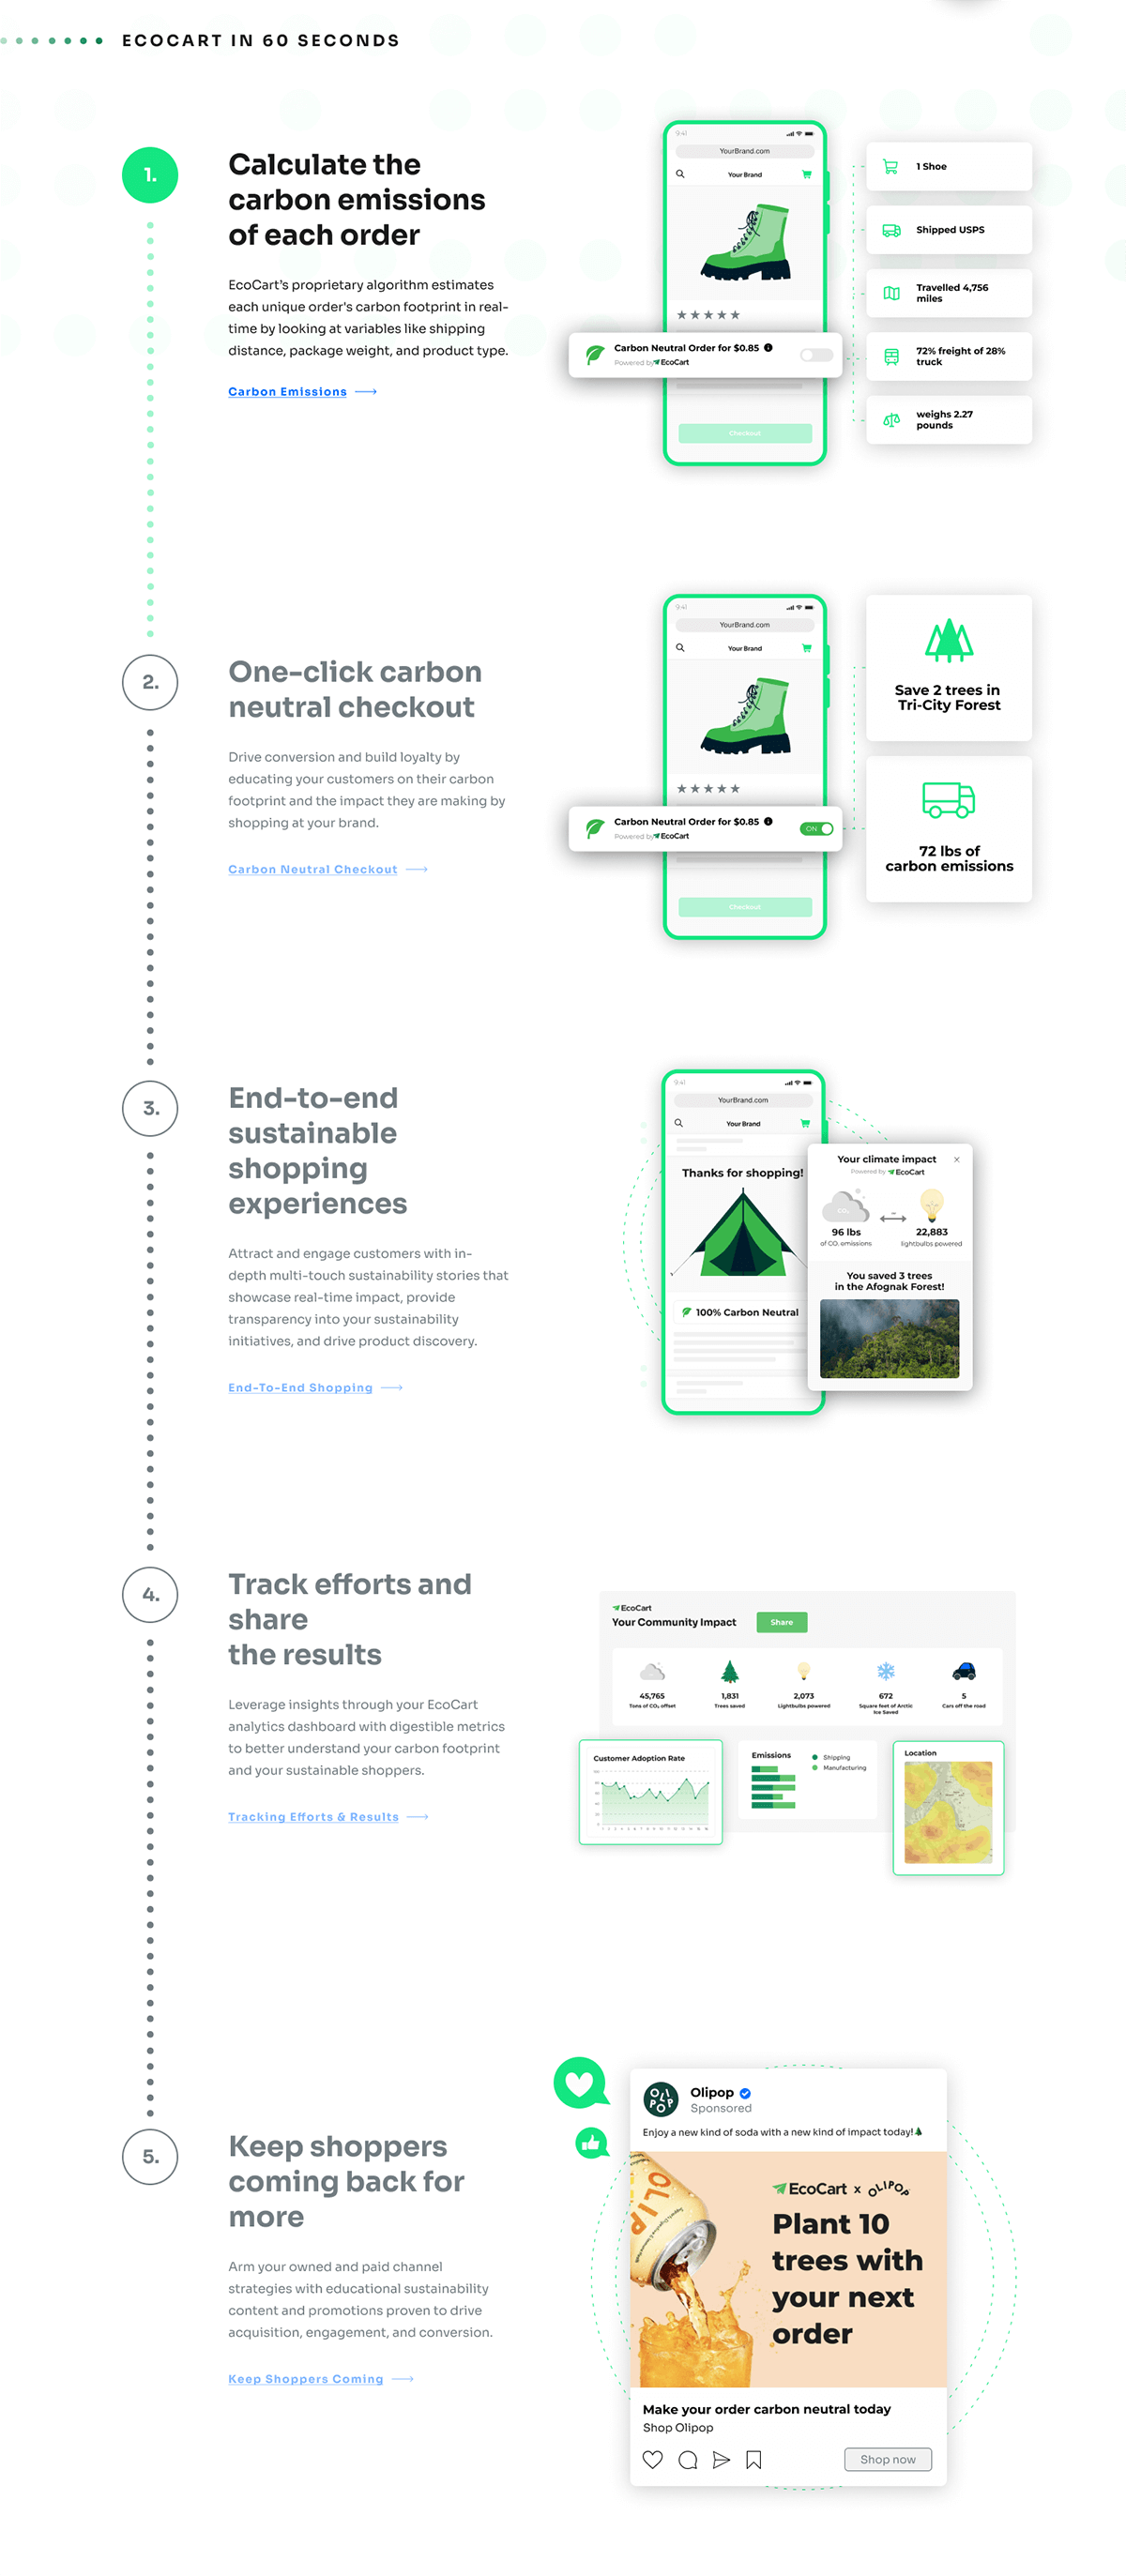 ECOCART IN 60 SECONDS
1.
Calculate the
carbon emissions
of each order
EcoCart's proprietary algorithm estimates
each unique order's carbon footprint in real-
time by looking at variables like shipping
distance, package weight, and product type.
Carbon Emissions
9:41
YourBrand.com
Your Brand
Carbon Neutral Order for $0.85
Powered by EcoCart
Checkout
1 Shoe
Shipped USPS
Travelled 4,756
miles
72% freight of 28%
truck
weighs 2.27
pounds
2.
One-click carbon
neutral checkout
Drive conversion and build loyalty by
educating your customers on their carbon
footprint and the impact they are making by
shopping at your brand.
Carbon Neutral Checkout
9:41
YourBrand.com
Your Brand
Carbon Neutral Order for $0.85
Powered by EcoCart
ON
Checkout
Save 2 trees in
Tri-City Forest
72 lbs of
carbon emissions
3.
End-to-end
sustainable
shopping
experiences
Attract and engage customers with in-
depth multi-touch sustainability stories that
showcase real-time impact, provide
transparency into your sustainability
initiatives, and drive product discovery.
End-To-End Shopping
9:41
YourBrand.com
Your Brand
Thanks for shopping!
100% Carbon Neutral
Your climate impact
Powered by EcoCart
CO₂
96 lbs
of CO₂ emissions
22,883
lightbulbs powered
You saved 3 trees
in the Afognak Forest!
4.
Track efforts and
share
the results
Leverage insights through your EcoCart
analytics dashboard with digestible metrics
to better understand your carbon footprint
and your sustainable shoppers.
Tracking Efforts & Results
EcoCart
Your Community Impact
Share
45,765
Tons of CO₂ offset
1,831
Trees saved
2,073
Lightbulbs powered
672
Square feet of Arctic
Ice Saved
5
Cars off the road
Customer Adoption Rate
100
80
60
40
20
0
Emissions
Shipping
Manufacturing
Location
5.
Keep shoppers
coming back for
more
Arm your owned and paid channel
strategies with educational sustainability
content and promotions proven to drive
acquisition, engagement, and conversion.
Keep Shoppers Coming
OLIPOP
Olipop
Sponsored
Enjoy a new kind of soda with a new kind of impact today!
OLIP
EcoCart x OLIPOP
Plant 10
trees with
your next
order
Make your order carbon neutral today
Shop Olipop
Shop now